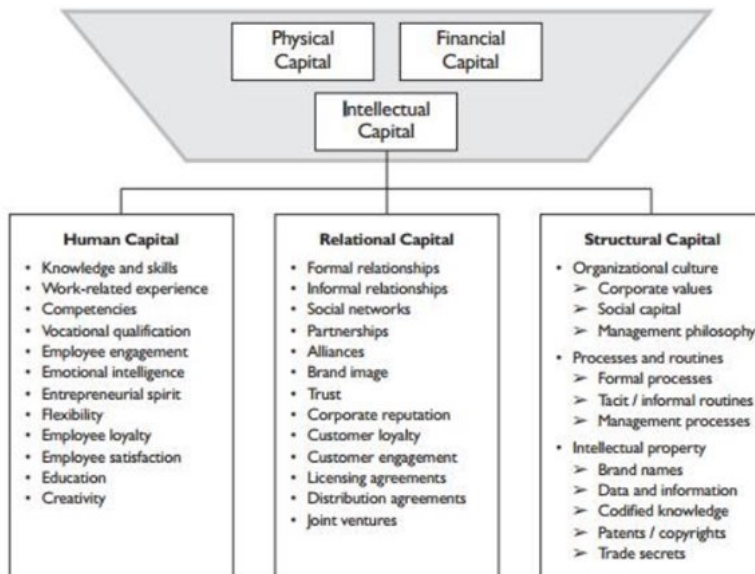 Physical
Capital
Financial
Capital
Intellectual
Capital
Human Capital
• Knowledge and skills
• Work-related experience
• Competencies
• Vocational qualification
• Employee engagement
• Emotional intelligence
• Entrepreneurial spirit
• Flexibility
• Employee loyalty
• Employee satisfaction
• Education
• Creativity
Relational Capital
• Formal relationships
• Informal relationships
• Social networks
• Partnerships
• Alliances
• Brand image
• Trust
• Corporate reputation
• Customer loyalty
• Customer engagement
• Licensing agreements
• Distribution agreements
• Joint ventures
Structural Capital
• Organizational culture
➢ Corporate values
➢ Social capital
➢ Management philosophy
• Processes and routines
➢ Formal processes
➢ Tacit / informal routines
➢ Management processes
• Intellectual property
➢ Brand names
➢ Data and information
➢ Codified knowledge
➢ Patents / copyrights
➢ Trade secrets